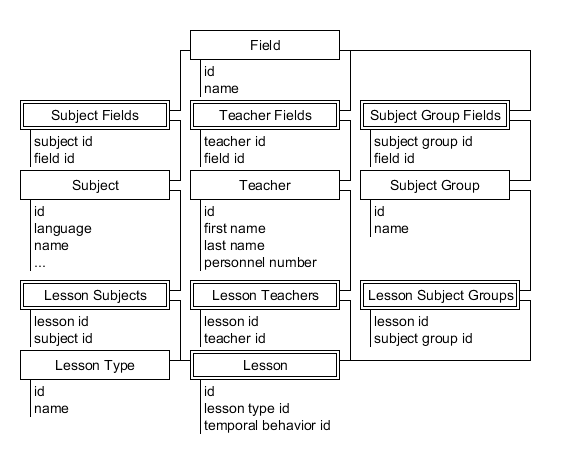 Field
id
name
Subject Fields
subject id
field id
Teacher Fields
teacher id
field id
Subject Group Fields
subject group id
field id
Subject
id
language
name
...
Teacher
id
first name
last name
personnel number
Subject Group
id
name
Lesson Subjects
lesson id
subject id
Lesson Teachers
lesson id
teacher id
Lesson Subject Groups
lesson id
subject group id
Lesson Type
id
name
Lesson
id
lesson type id
temporal behavior id